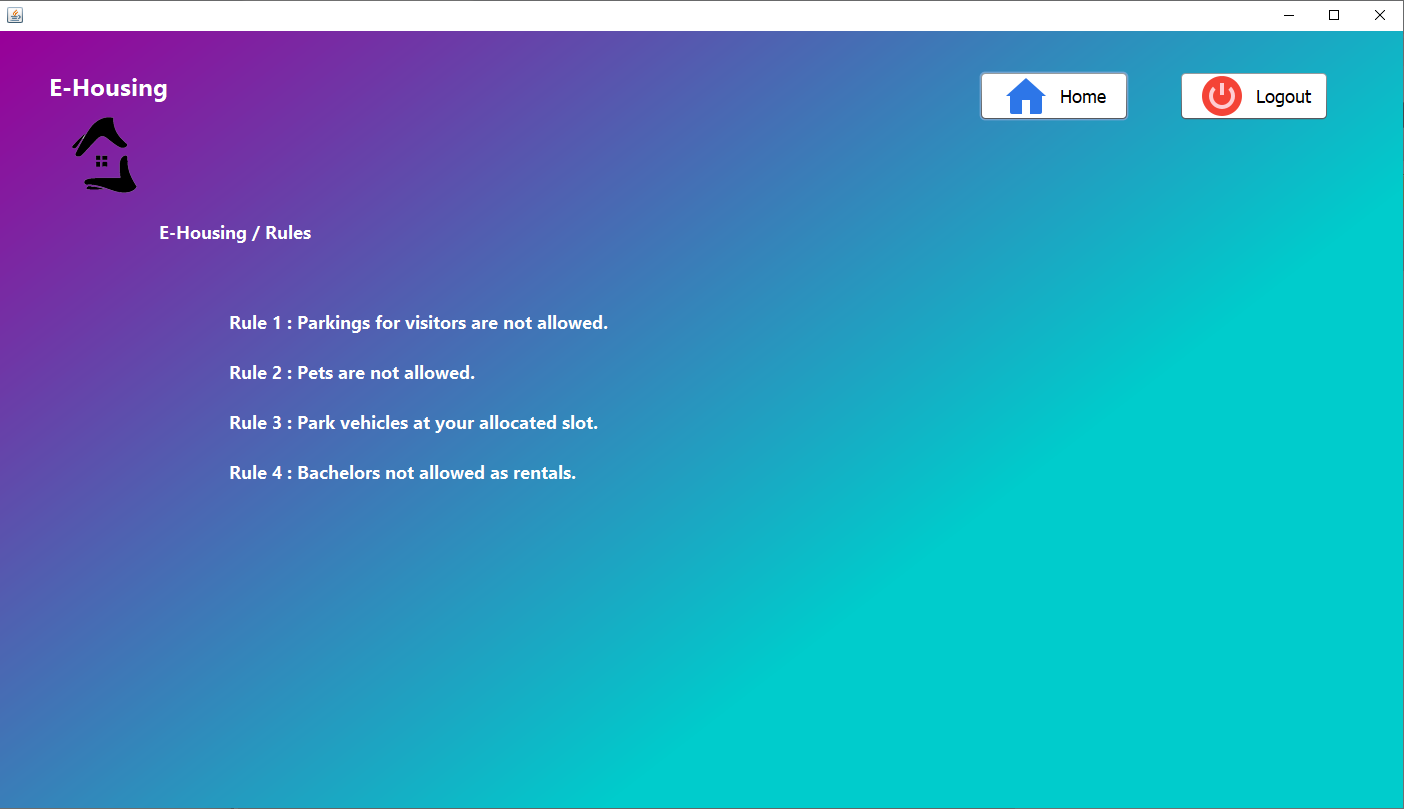 E-Housing
Home
Logout
E-Housing / Rules
Rule 1 : Parkings for visitors are not allowed.
Rule 2 : Pets are not allowed.
Rule 3 : Park vehicles at your allocated slot.
Rule 4 : Bachelors not allowed as rentals.